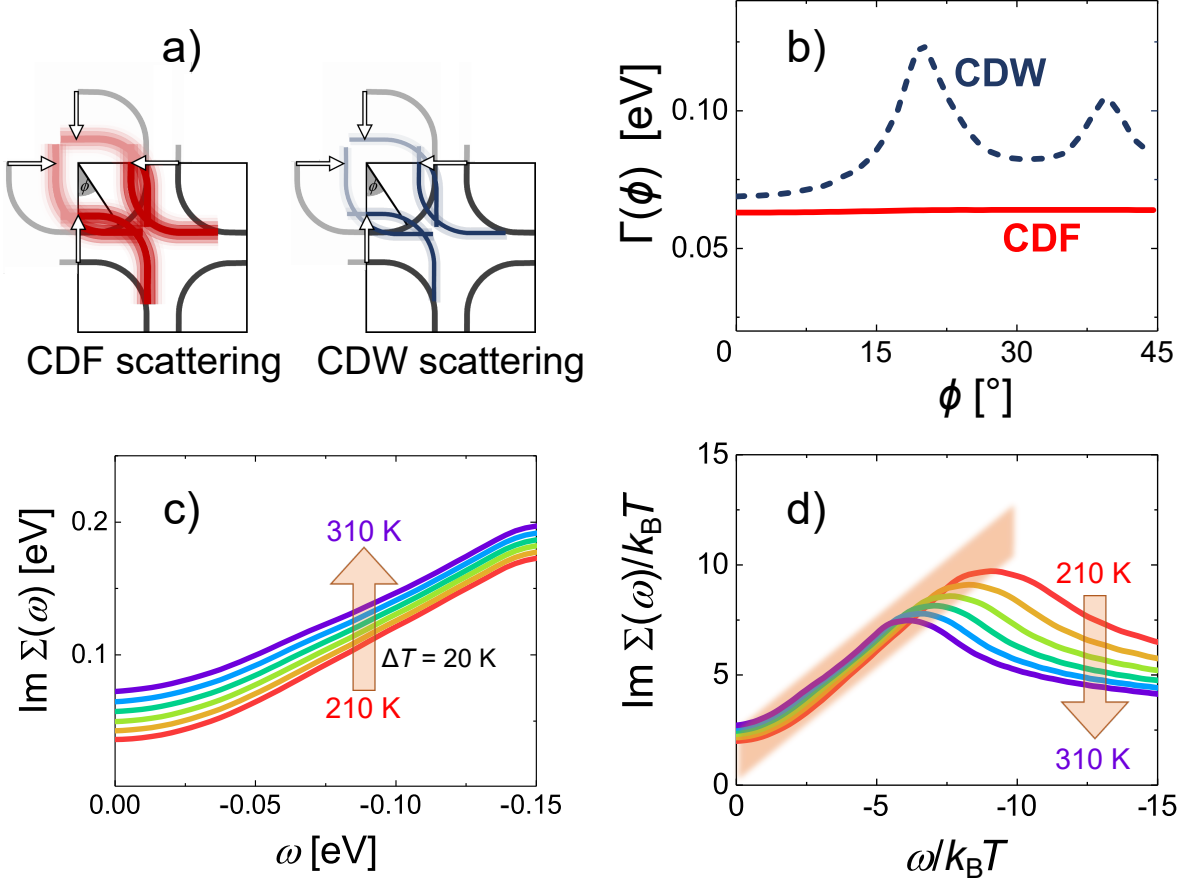 a)
ϕ
ϕ
CDF scattering
CDW scattering
b)
CDW
CDF
0.10
0.05
Γ(ϕ) [eV]
0
15
30
45
ϕ [°]
c)
310 K
ΔT = 20 K
210 K
0.2
0.1
Im Σ(ω) [eV]
0.00
-0.05
-0.10
-0.15
ω [eV]
d)
210 K
310 K
15
10
5
0
Im Σ(ω)/kBT
0
-5
-10
-15
ω/kBT